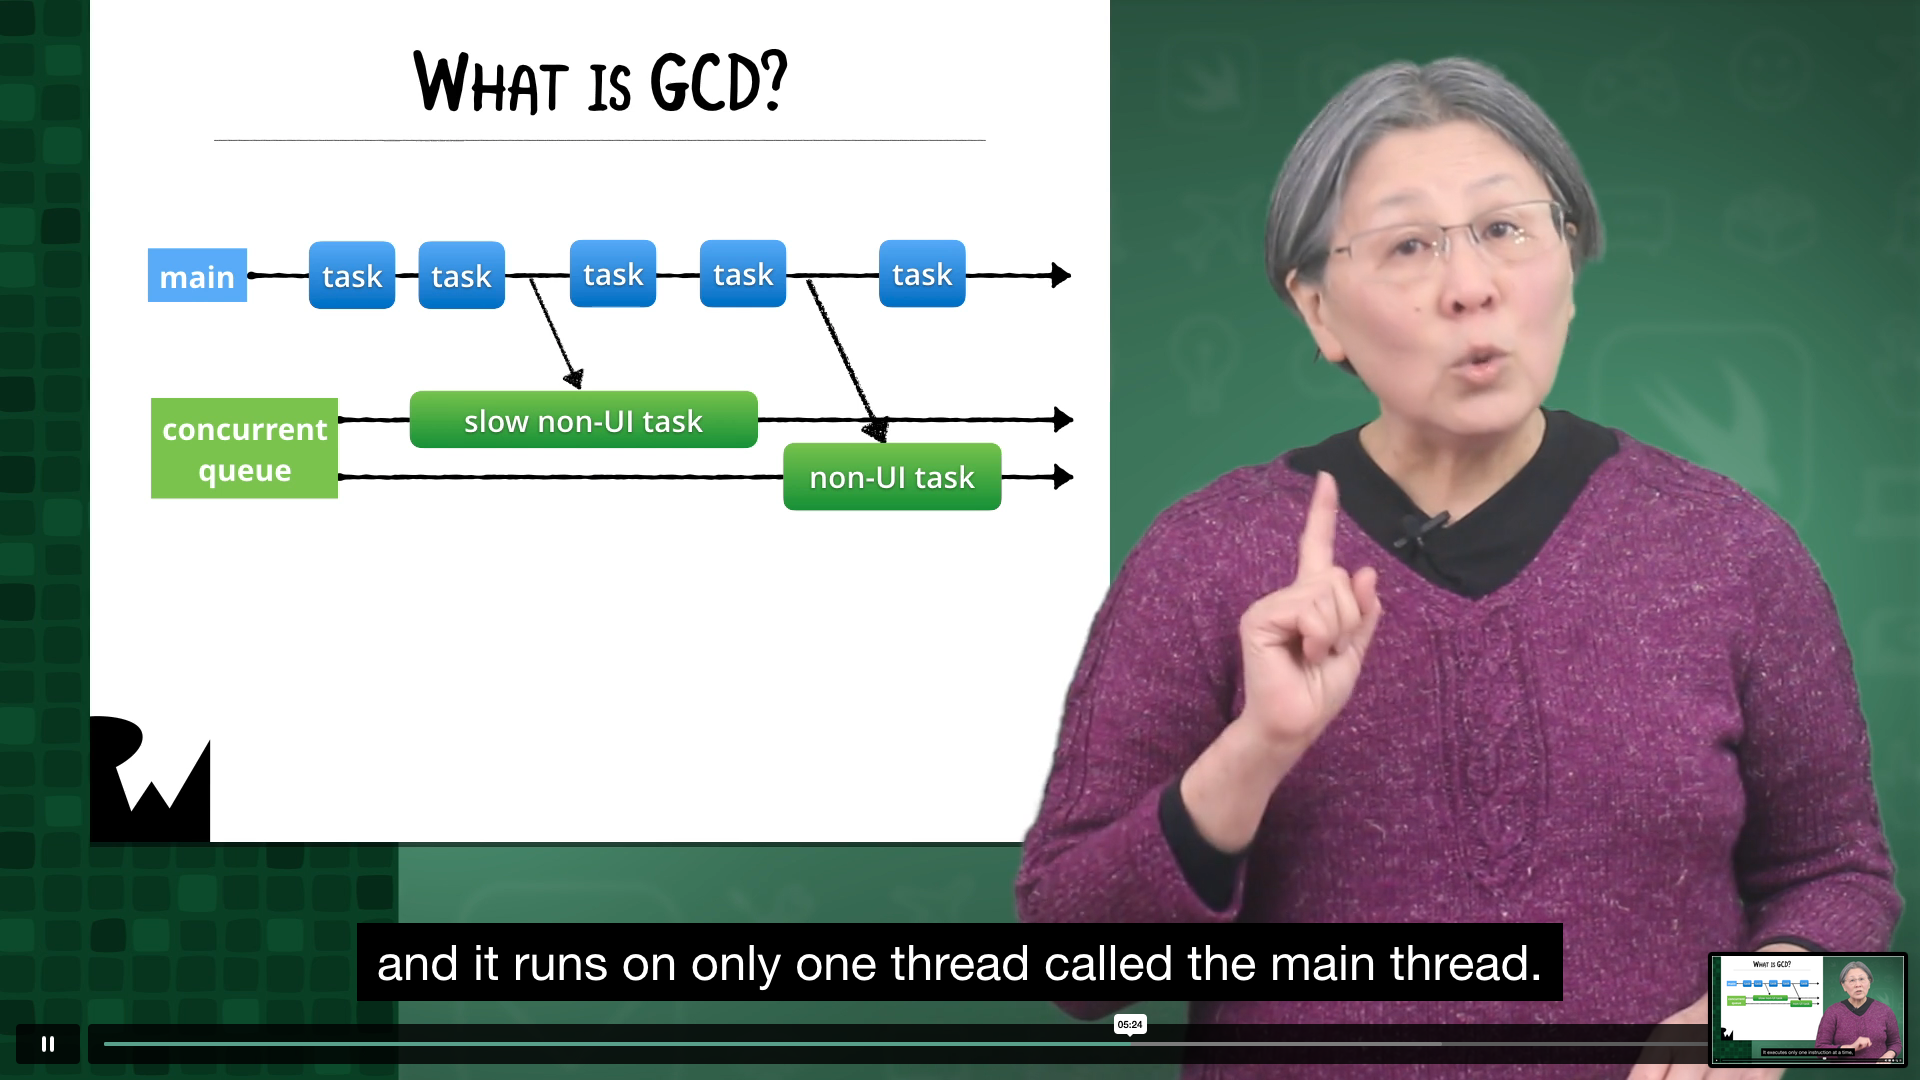 WHAT IS GCD?
main
task
task
task
task
task
concurrent
queue
slow non-UI task
non-UI task
and it runs on only one thread called the main thread.
05:24
WHAT IS GCD?
It executes only one instruction at a time,